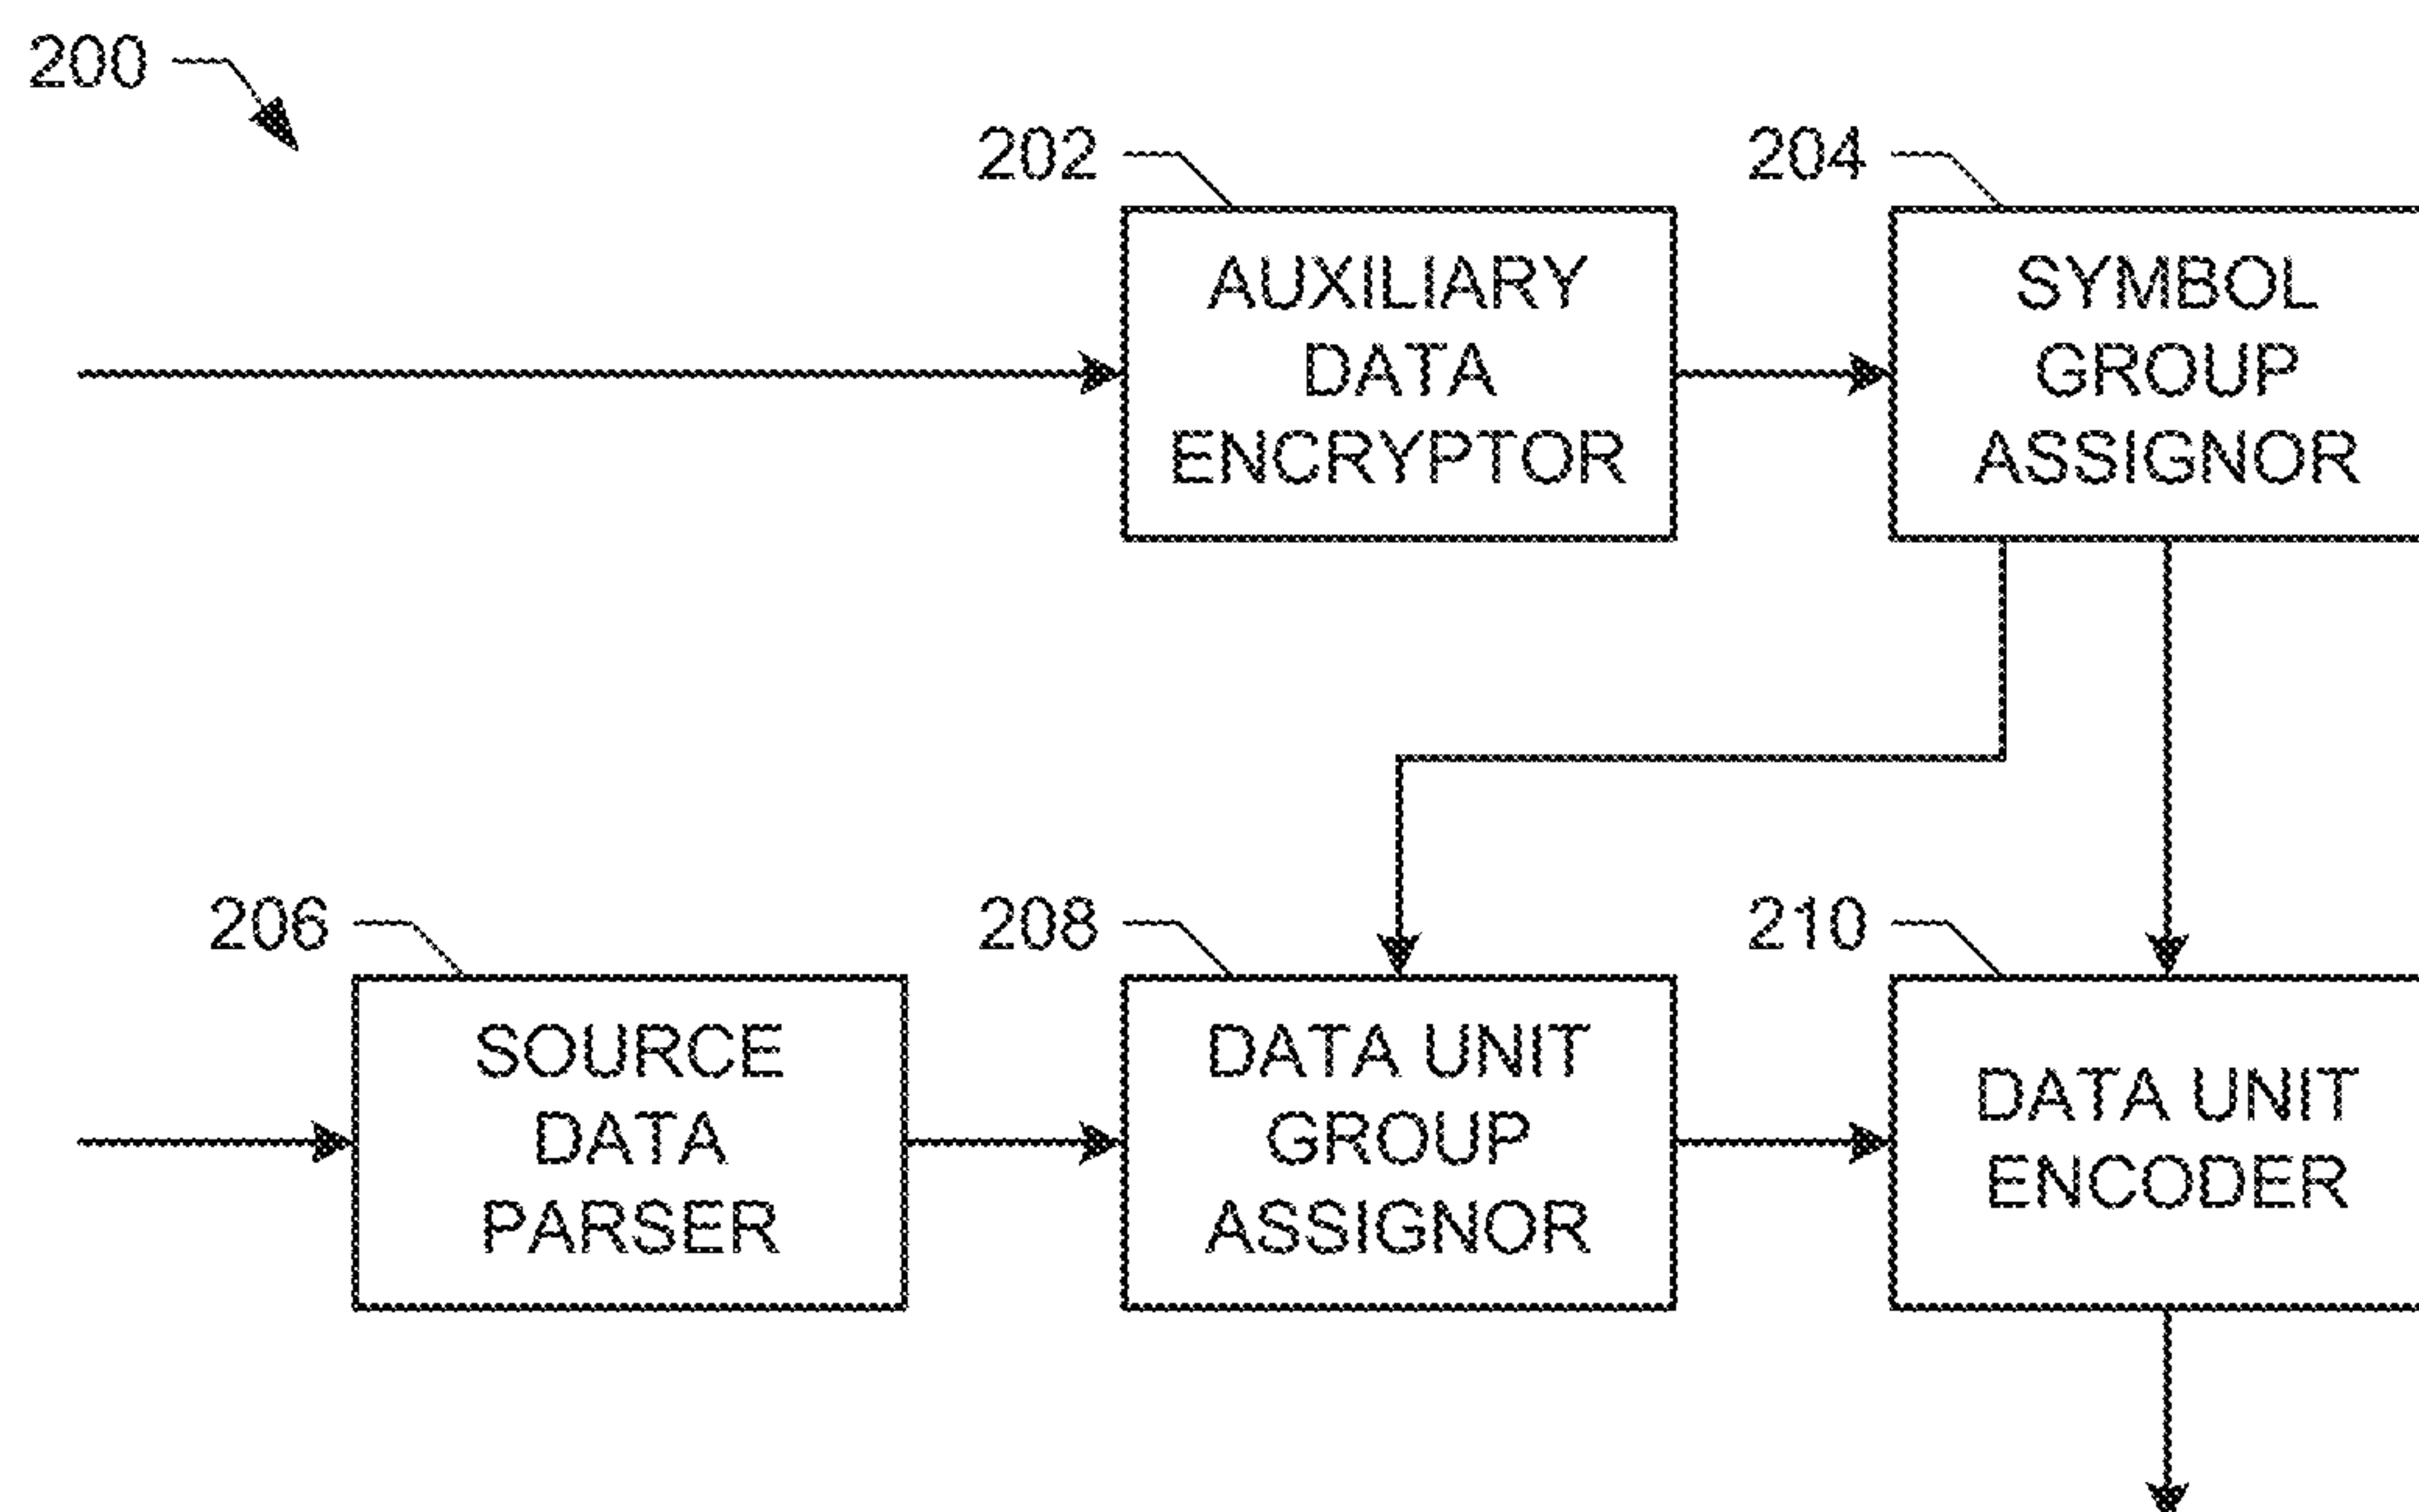 200
202
204
AUXILIARY
DATA
ENCRYPTOR
SYMBOL
GROUP
ASSIGNOR
206
208
210
SOURCE
DATA
PARSER
DATA UNIT
GROUP
ASSIGNOR
DATA UNIT
ENCODER